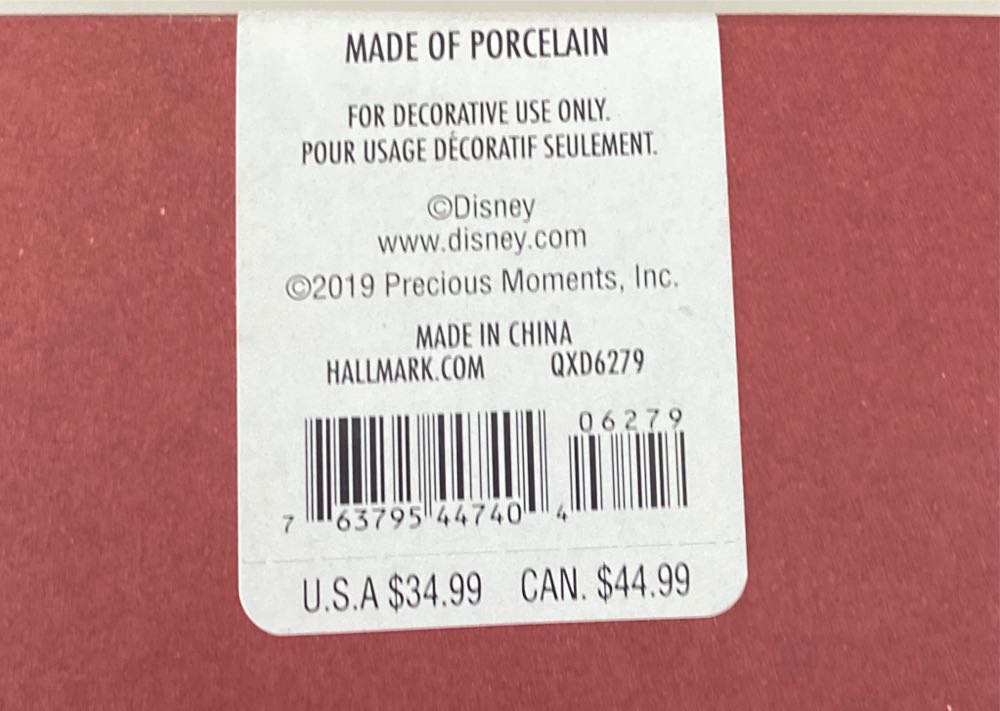 MADE OF PORCELAIN
FOR DECORATIVE USE ONLY.
POUR USAGE DÉCORATIF SEULEMENT.
©Disney
www.disney.com
©2019 Precious Moments, Inc.
MADE IN CHINA
HALLMARK.COM QXD6279
06279
7 63795 44740 4
U.S.A $34.99 CAN. $44.99